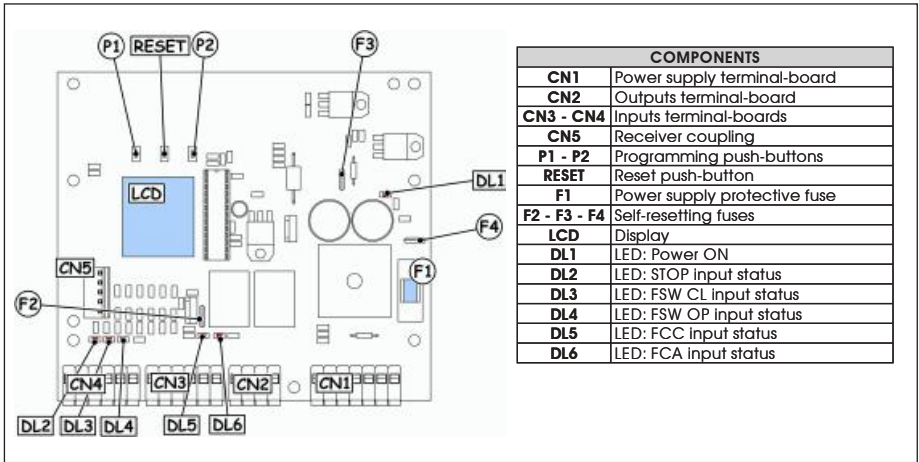 P1 RESET P2 F3
LCD
DL1
F4
CN5
F1
F2
CN4 CN3 CN2 CN1
DL2 DL3 DL4 DL5 DL6
COMPONENTS
CN1 Power supply terminal-board
CN2 Outputs terminal-board
CN3 - CN4 Inputs terminal-boards
CN5 Receiver coupling
P1 - P2 Programming push-buttons
RESET Reset push-button
F1 Power supply protective fuse
F2 - F3 - F4 Self-resetting fuses
LCD Display
DL1 LED: Power ON
DL2 LED: STOP input status
DL3 LED: FSW CL input status
DL4 LED: FSW OP input status
DL5 LED: FCC input status
DL6 LED: FCA input status